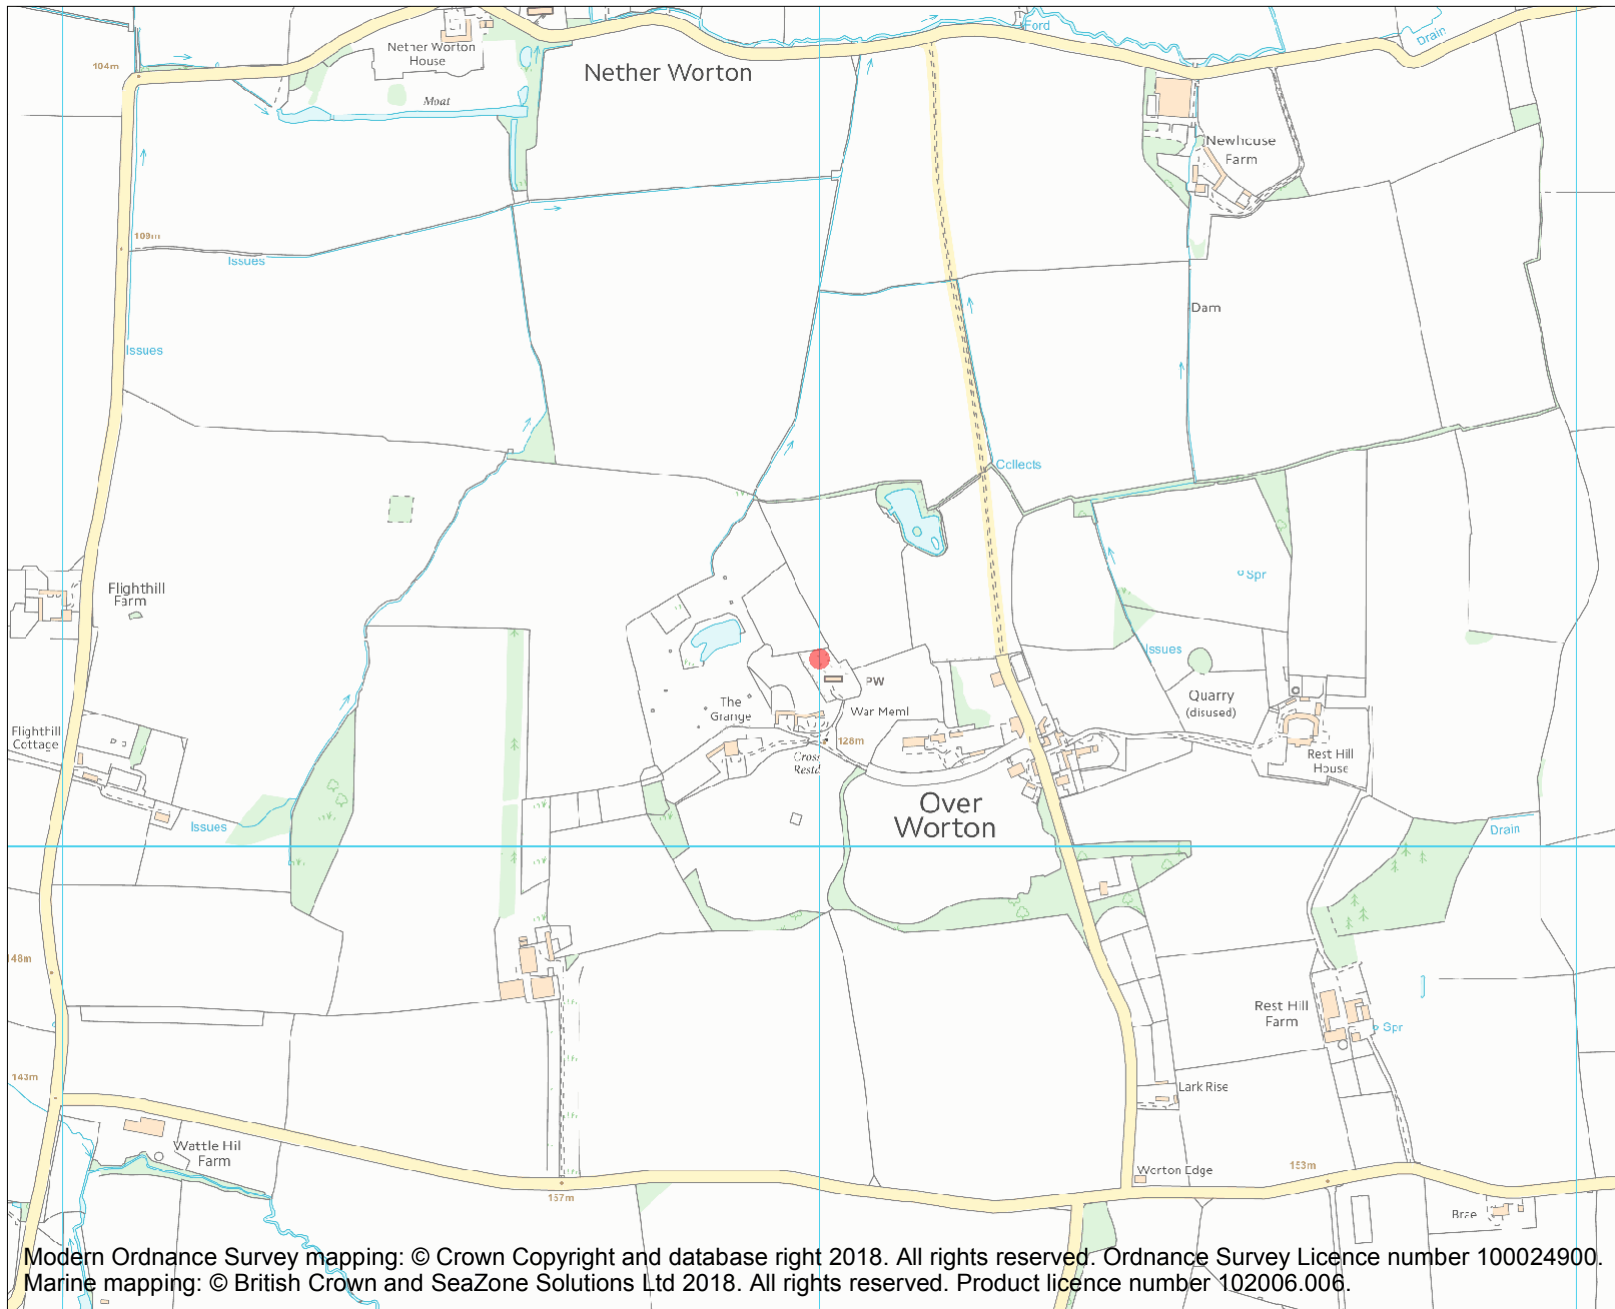 Ford
Drain
Nether Worton
House
104m
Nether Worton
Moat
Newhouse
Farm
109m
Issues
Dam
Issues
Collects
Spr
Flighthill
Farm
Issues
PW
Quarry
(disused)
The
Grange
War Meml
Flighthill
Cottage
128m
Cross
Rest Hill
House
Over
Worton
Issues
Drain
148m
Rest Hill
Farm
Spr
143m
Lark Rise
Wattle Hill
Farm
Worton Edge
153m
157m
Brae
Modern Ordnance Survey mapping: © Crown Copyright and database right 2018. All rights reserved. Ordnance Survey Licence number 100024900.
Marine mapping: © British Crown and SeaZone Solutions Ltd 2018. All rights reserved. Product licence number 102006.006.